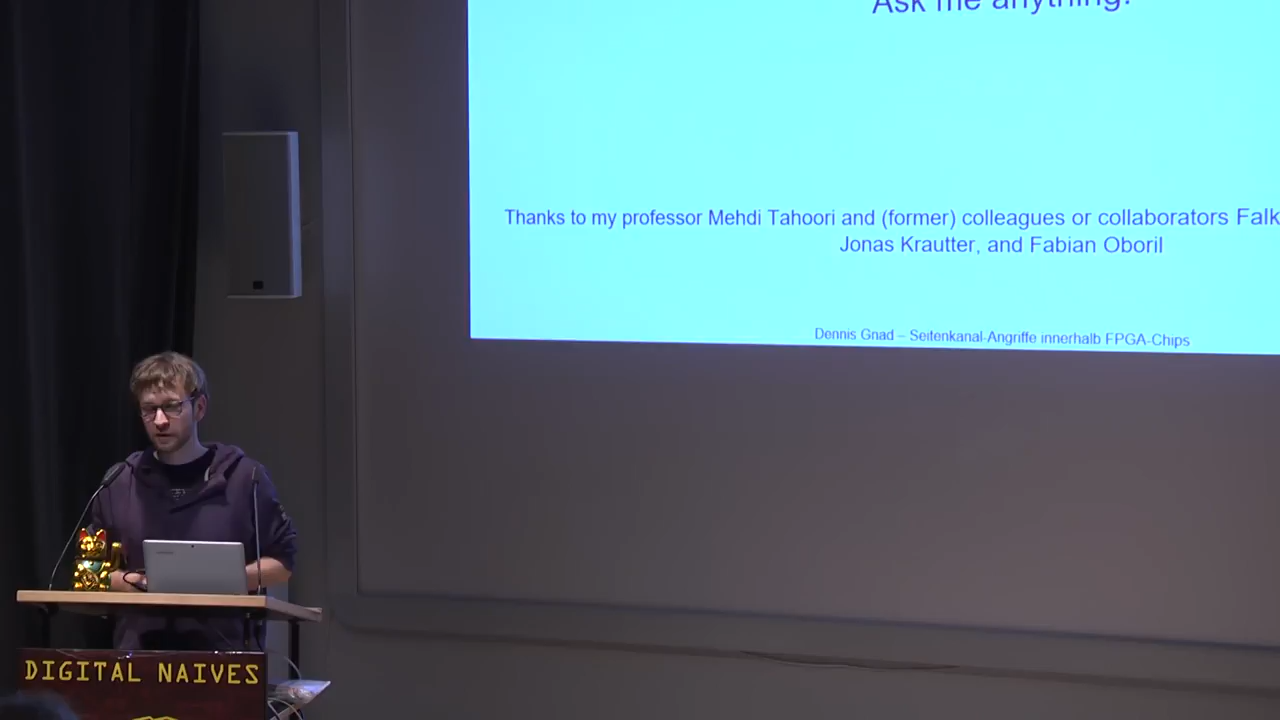 Ask me anything!
Thanks to my professor Mehdi Tahoori and (former) colleagues or collaborators Falk
Jonas Krautter, and Fabian Oboril
Dennis Gnad – Seitenkanal-Angriffe innerhalb FPGA-Chips
DIGITAL NAIVES